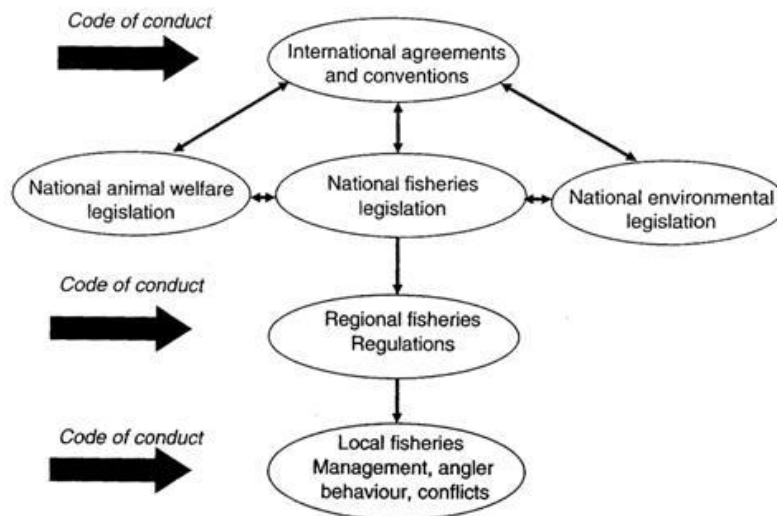 Code of conduct
International agreements
and conventions
National animal welfare
legislation
National fisheries
legislation
National environmental
legislation
Code of conduct
Regional fisheries
Regulations
Code of conduct
Local fisheries
Management, angler
behaviour, conflicts